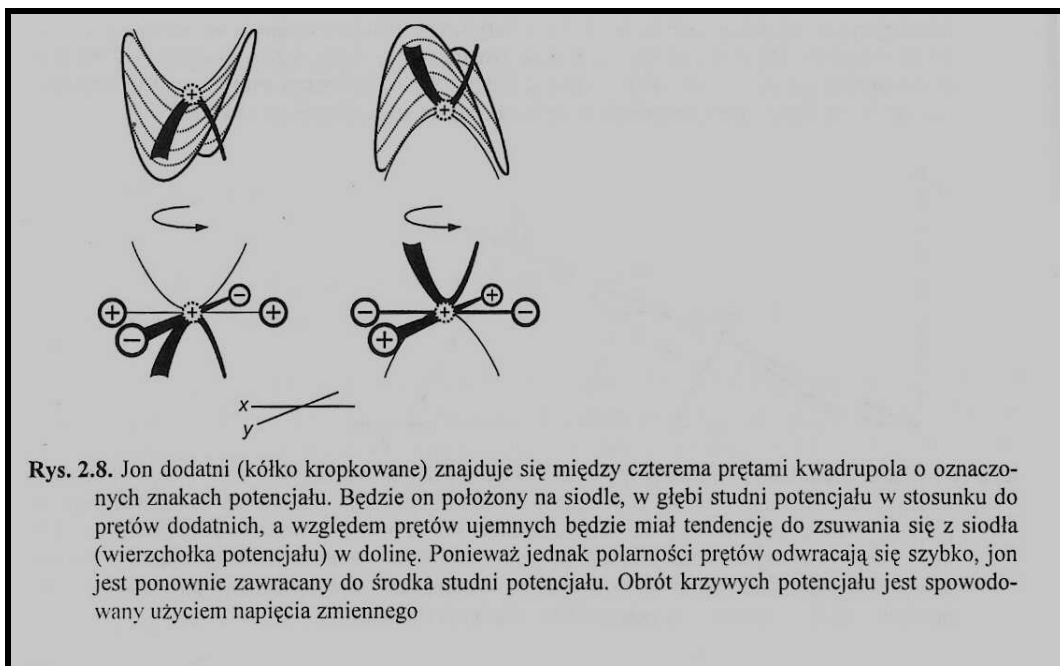 +
+
+
−
+
+
−
−
+
−
+
−
+
x
y
Rys. 2.8. Jon dodatni (kółko kropkowane) znajduje się między czterema prętami kwadrupola o oznaczo-
nych znakach potencjału. Będzie on położony na siodle, w głębi studni potencjału w stosunku do
prętów dodatnich, a względem prętów ujemnych będzie miał tendencję do zsuwania się z siodła
(wierzchołka potencjału) w dolinę. Ponieważ jednak polarności prętów odwracają się szybko, jon
jest ponownie zawracany do środka studni potencjału. Obrót krzywych potencjału jest spowodo-
wany użyciem napięcia zmiennego